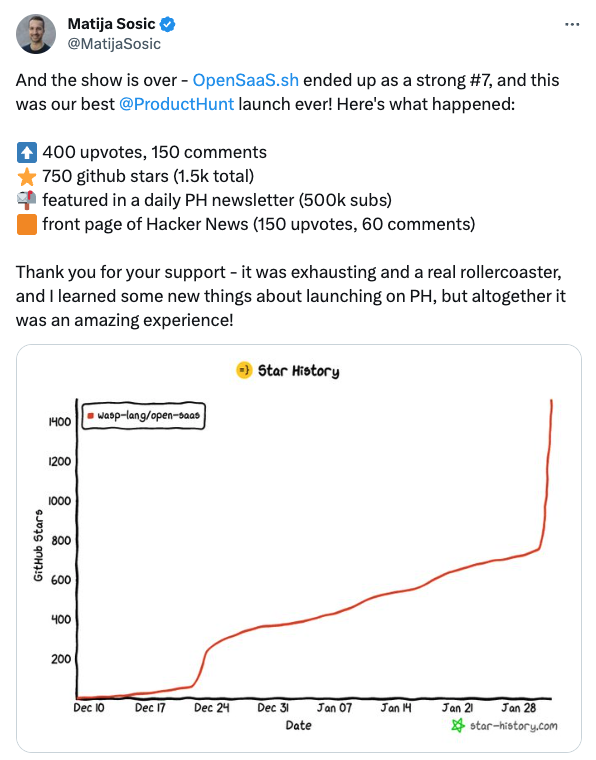 Matija Sosic
@MatijaSosic
And the show is over - OpenSaaS.sh ended up as a strong #7, and this
was our best @ProductHunt launch ever! Here's what happened:
⬆️ 400 upvotes, 150 comments
⭐ 750 github stars (1.5k total)
📬 featured in a daily PH newsletter (500k subs)
🟧 front page of Hacker News (150 upvotes, 60 comments)
Thank you for your support - it was exhausting and a real rollercoaster,
and I learned some new things about launching on PH, but altogether it
was an amazing experience!
=} Star History
wasp-lang/open-saas
1400
1200
1000
800
600
400
200
GitHub Stars
Dec 10 Dec 17 Dec 24 Dec 31 Jan 07 Jan 14 Jan 21 Jan 28
Date
star-history.com